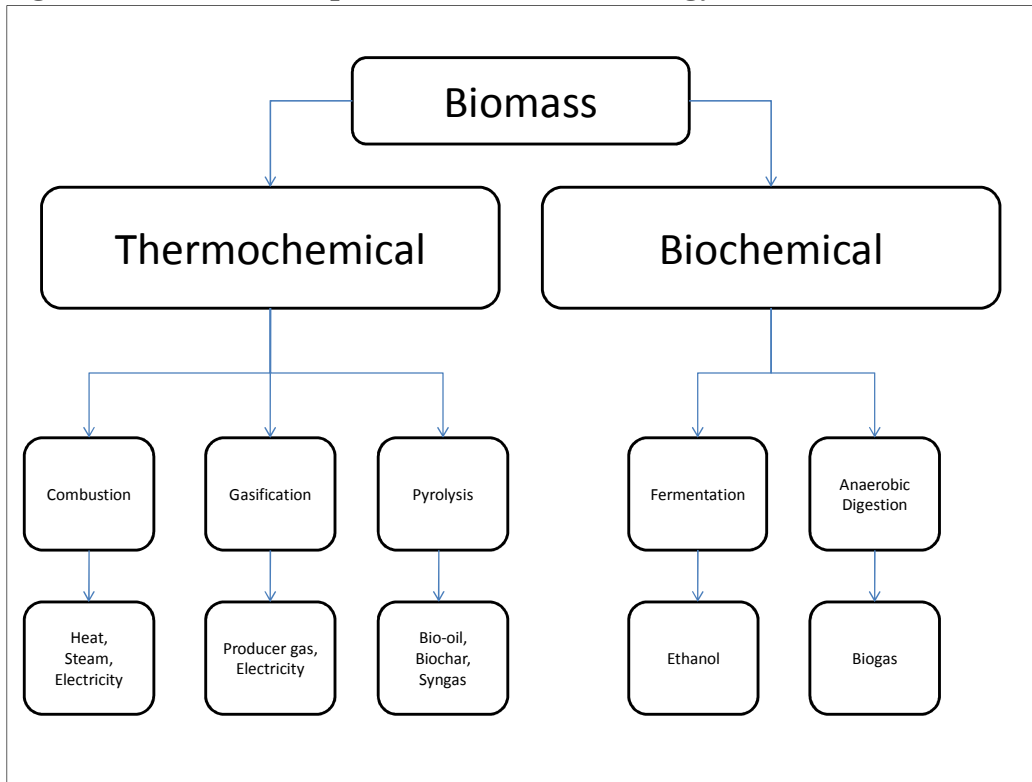 Biomass
Thermochemical
Biochemical
Combustion
Gasification
Pyrolysis
Fermentation
Anaerobic
Digestion
Heat,
Steam,
Electricity
Producer gas,
Electricity
Bio-oil,
Biochar,
Syngas
Ethanol
Biogas